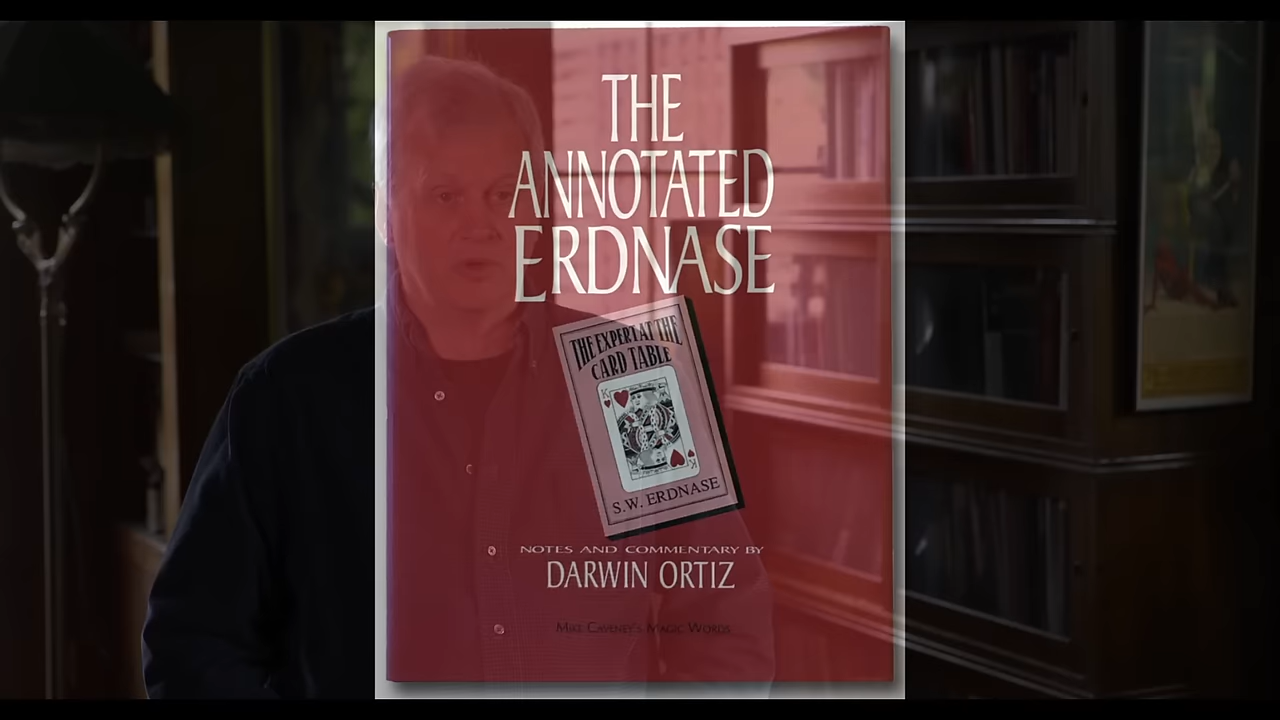 THE
ANNOTATED
ERDNASE
THE EXPERT AT THE
CARD TABLE
K
K
S.W. ERDNASE
NOTES AND COMMENTARY BY
DARWIN ORTIZ
MIKE CAVENEY'S MAGIC WORDS